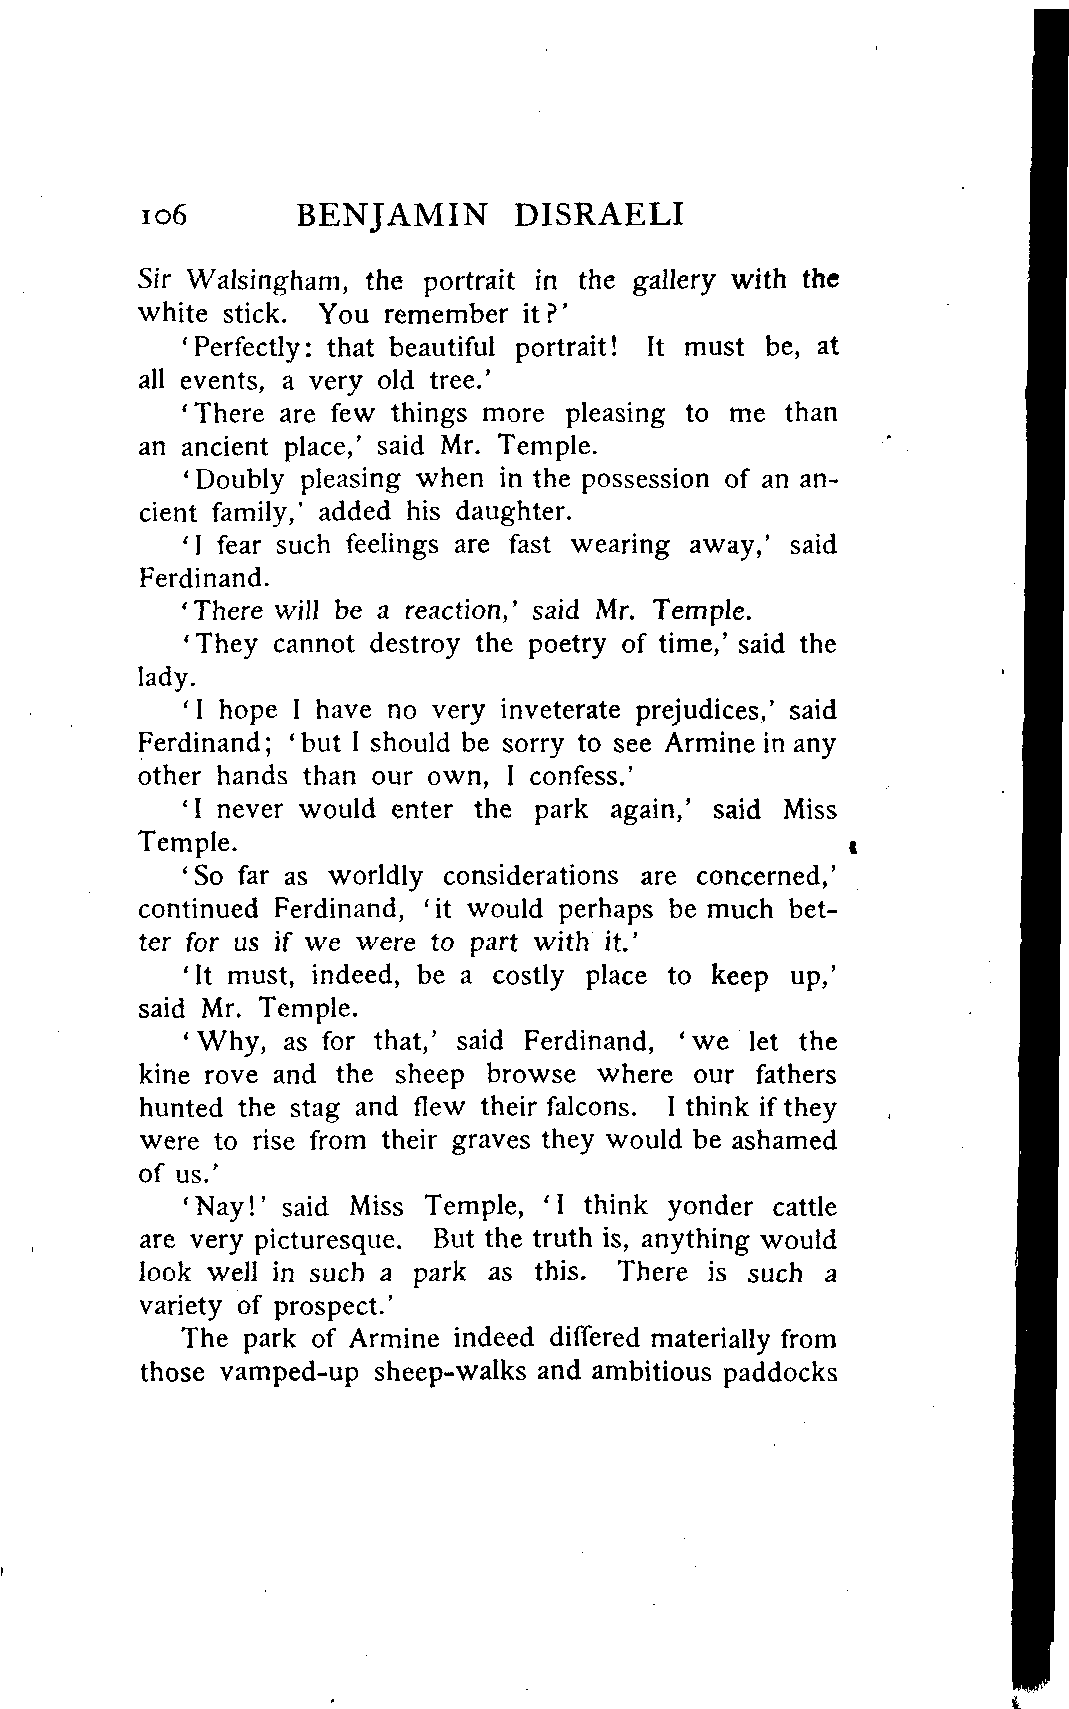 106 BENJAMIN DISRAELI
Sir Walsingham, the portrait in the gallery with the
white stick. You remember it?'
'Perfectly: that beautiful portrait! It must be, at
all events, a very old tree.'
'There are few things more pleasing to me than
an ancient place,' said Mr. Temple.
'Doubly pleasing when in the possession of an an-
cient family,' added his daughter.
'I fear such feelings are fast wearing away,' said
Ferdinand.
'There will be a reaction,' said Mr. Temple.
'They cannot destroy the poetry of time,' said the
lady.
'I hope I have no very inveterate prejudices,' said
Ferdinand; 'but I should be sorry to see Armine in any
other hands than our own, I confess.'
'I never would enter the park again,' said Miss
Temple.
'So far as worldly considerations are concerned,'
continued Ferdinand, 'it would perhaps be much bet-
ter for us if we were to part with it.'
'It must, indeed, be a costly place to keep up,'
said Mr. Temple.
'Why, as for that,' said Ferdinand, 'we let the
kine rove and the sheep browse where our fathers
hunted the stag and flew their falcons. I think if they
were to rise from their graves they would be ashamed
of us.'
'Nay!' said Miss Temple, 'I think yonder cattle
are very picturesque. But the truth is, anything would
look well in such a park as this. There is such a
variety of prospect.'
The park of Armine indeed differed materially from
those vamped-up sheep-walks and ambitious paddocks